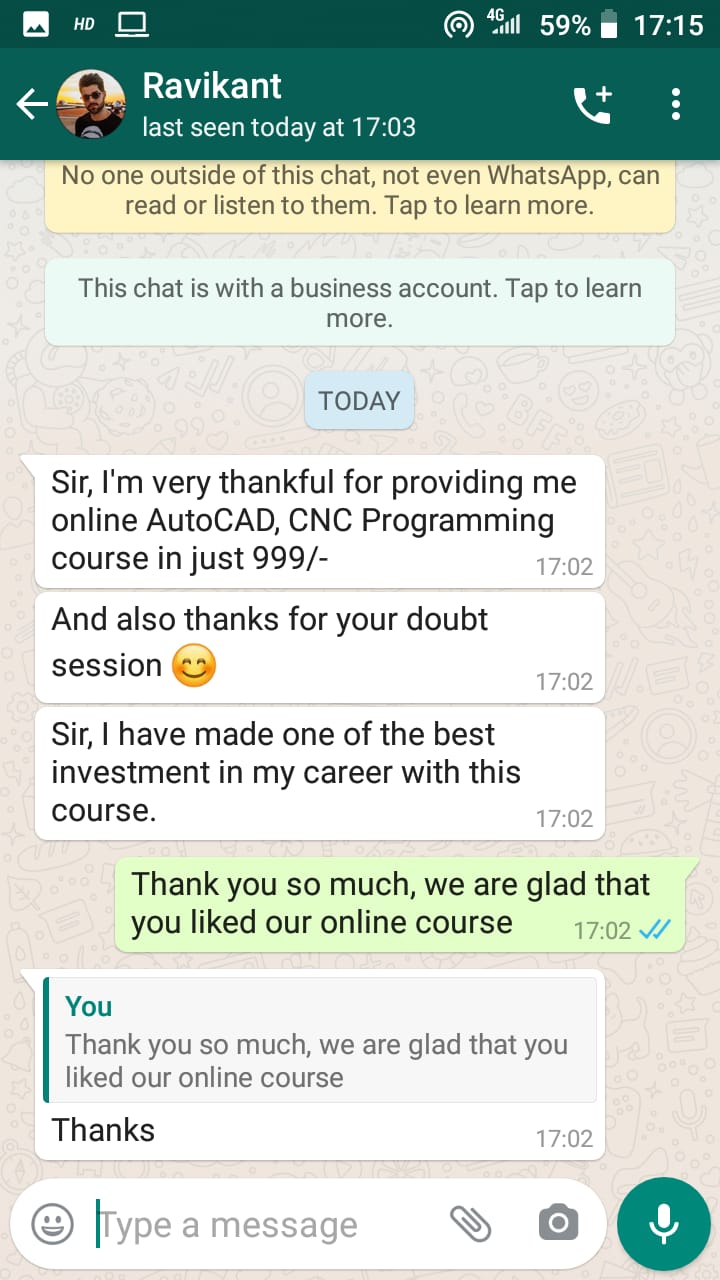 HD 4G 59% 17:15
Ravikant
last seen today at 17:03
No one outside of this chat, not even WhatsApp, can
read or listen to them. Tap to learn more.
This chat is with a business account. Tap to learn
more.
TODAY
Sir, I'm very thankful for providing me
online AutoCAD, CNC Programming
course in just 999/-
17:02
And also thanks for your doubt
session 😊
17:02
Sir, I have made one of the best
investment in my career with this
course.
17:02
Thank you so much, we are glad that
you liked our online course
17:02
You
Thank you so much, we are glad that you
liked our online course
Thanks
17:02
Type a message